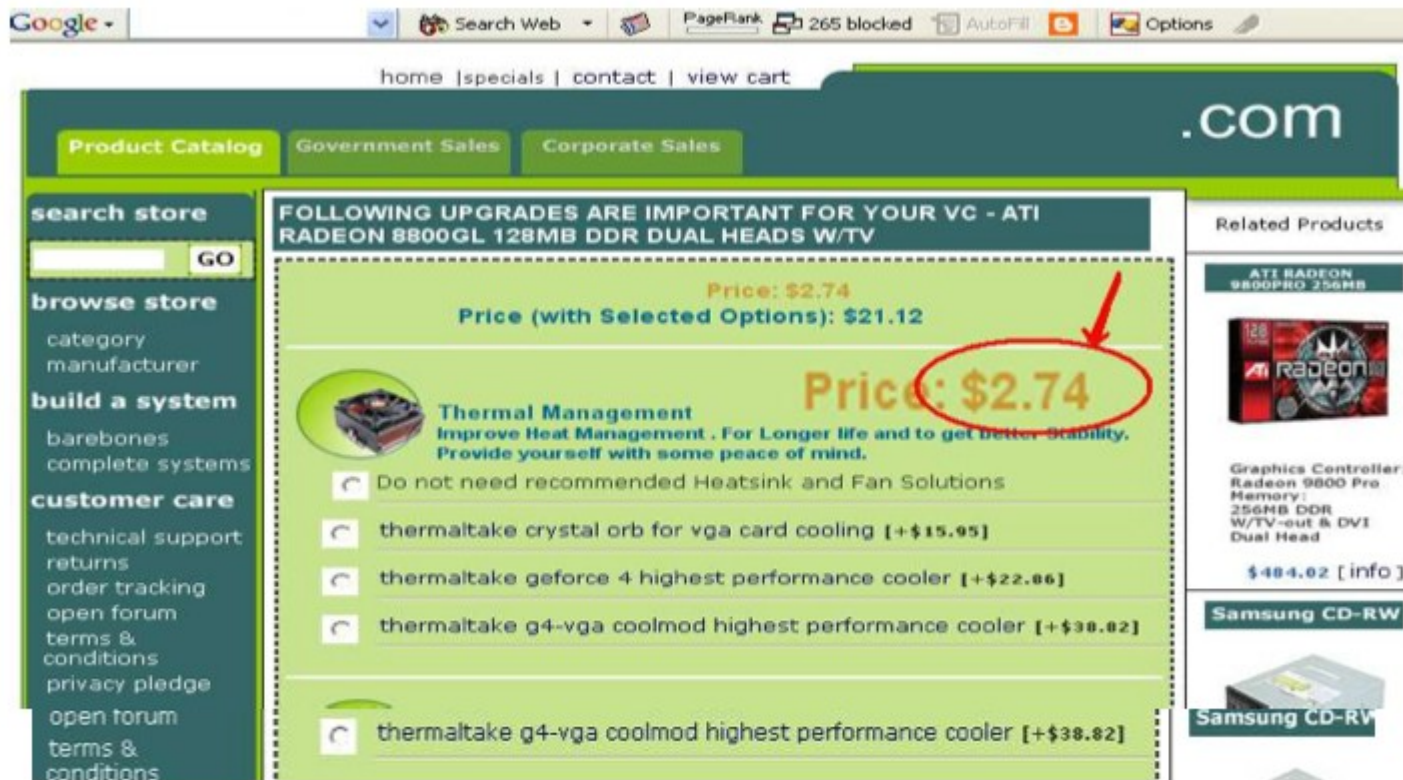 Google
Search Web
PageRank
265 blocked
AutoFill
Options
home |specials | contact | view cart
.com
Product Catalog
Government Sales
Corporate Sales
search store
GO
browse store
category
manufacturer
build a system
barebones
complete systems
customer care
technical support
returns
order tracking
open forum
terms &
conditions
privacy pledge
open forum
terms &
conditions
FOLLOWING UPGRADES ARE IMPORTANT FOR YOUR VC - ATI
RADEON 8800GL 128MB DDR DUAL HEADS W/TV
Price: $2.74
Price (with Selected Options): $21.12
Price: $2.74
Thermal Management
Improve Heat Management . For Longer life and to get better Stability.
Provide yourself with some peace of mind.
Do not need recommended Heatsink and Fan Solutions
thermaltake crystal orb for vga card cooling [+$15.95]
thermaltake geforce 4 highest performance cooler [+$22.86]
thermaltake g4-vga coolmod highest performance cooler [+$38.82]
thermaltake g4-vga coolmod highest performance cooler [+$38.82]
Related Products
ATI RADEON
9800PRO 256MB
128
ATI RADEON
Graphics Controller:
Radeon 9800 Pro
Memory:
256MB DDR
W/TV-out & DVI
Dual Head
$484.02 [info]
Samsung CD-RW
Samsung CD-RW